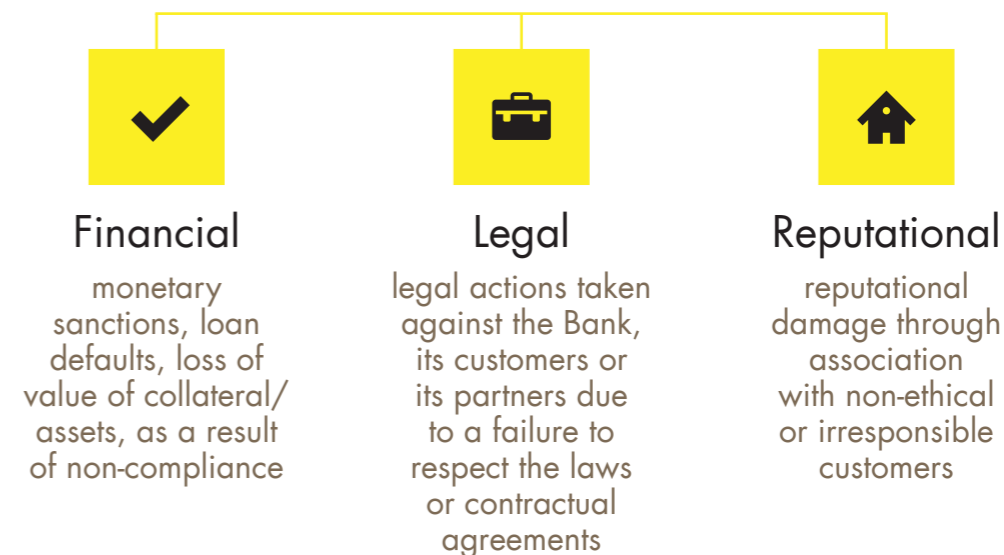 Financial
monetary
sanctions, loan
defaults, loss of
value of collateral/
assets, as a result
of non-compliance
Legal
legal actions taken
against the Bank,
its customers or
its partners due
to a failure to
respect the laws
or contractual
agreements
Reputational
reputational
damage through
association
with non-ethical
or irresponsible
customers